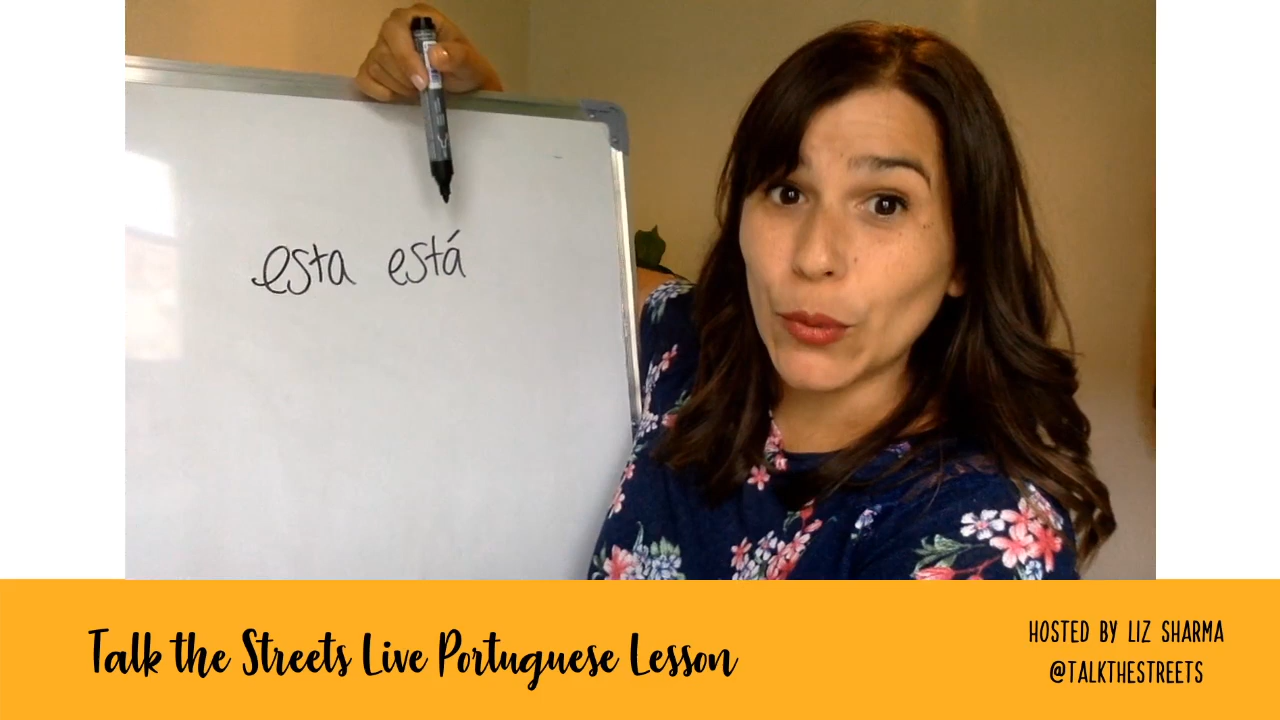 esta está
Talk the Streets Live Portuguese Lesson
HOSTED BY LIZ SHARMA
@TALKTHESTREETS